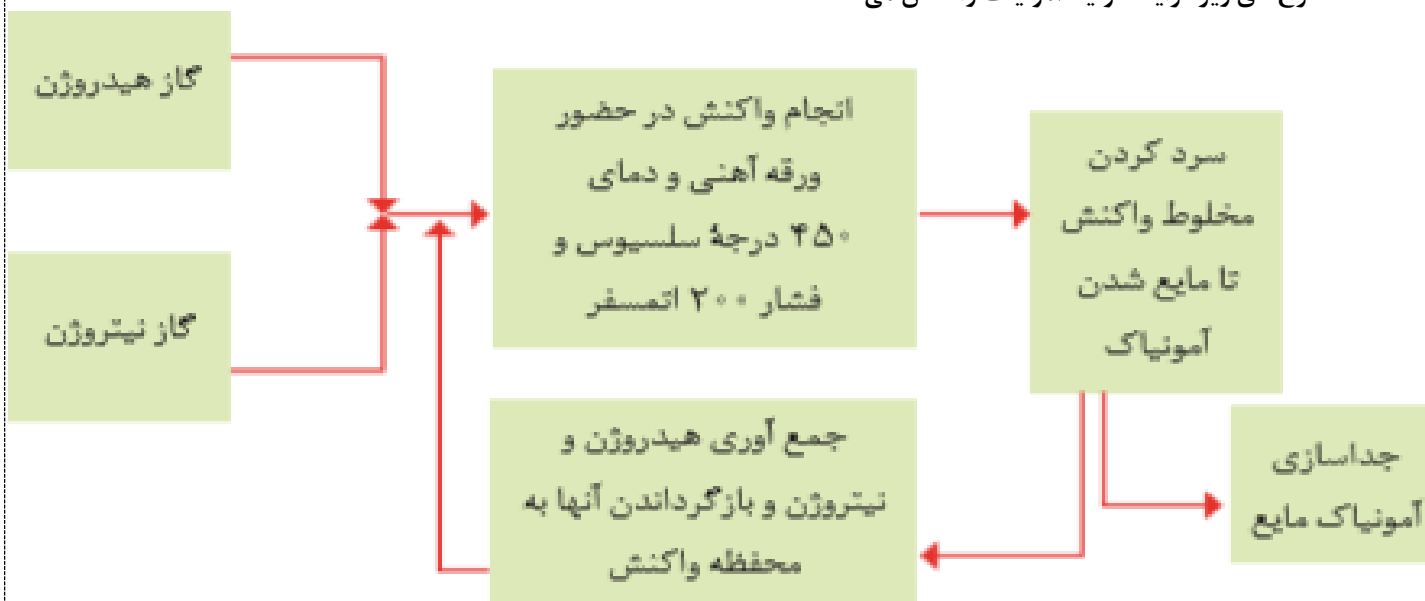 گاز هیدروژن
گاز نیتروژن
انجام واکنش در حضور
ورقه آهنی و دمای
۴۵۰ درجهٔ سلسیوس و
فشار ۲۰۰ اتمسفر
سرد کردن
مخلوط واکنش
تا مایع شدن
آمونیاک
جمع آوری هیدروژن و
نیتروژن و بازگرداندن آنها به
محفظه واکنش
جداسازی
آمونیاک مایع